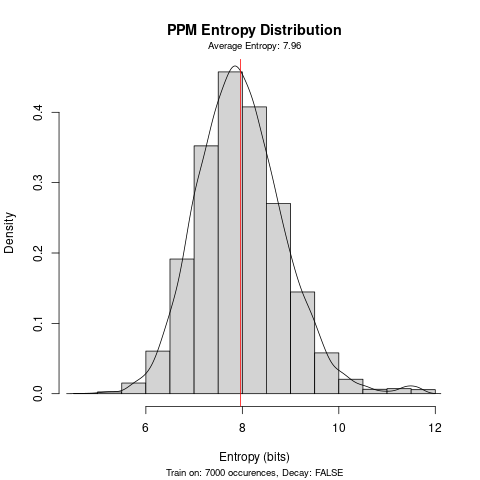 PPM Entropy Distribution
Average Entropy: 7.96
Density
0.4
0.3
0.2
0.1
0.0
6 8 10 12
Entropy (bits)
Train on: 7000 occurences, Decay: FALSE